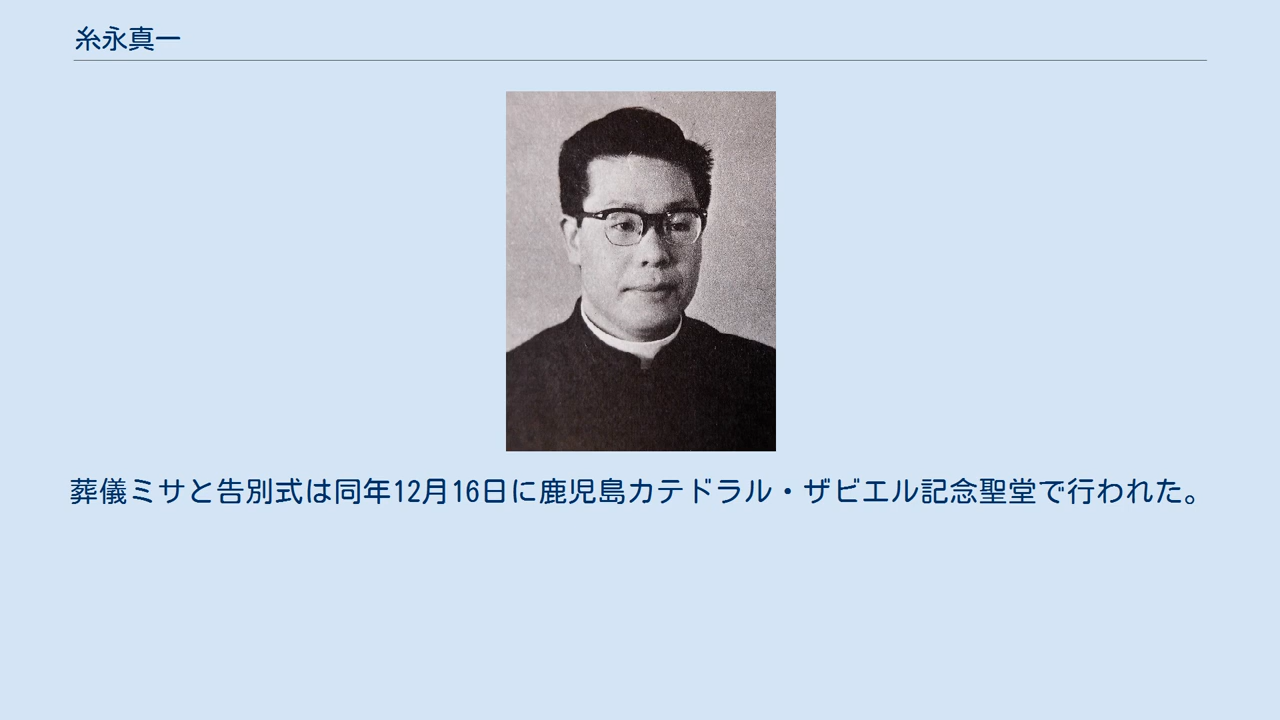 糸永真一
葬儀ミサと告別式は同年12月16日に鹿児島カテドラル・ザビエル記念聖堂で行われた。